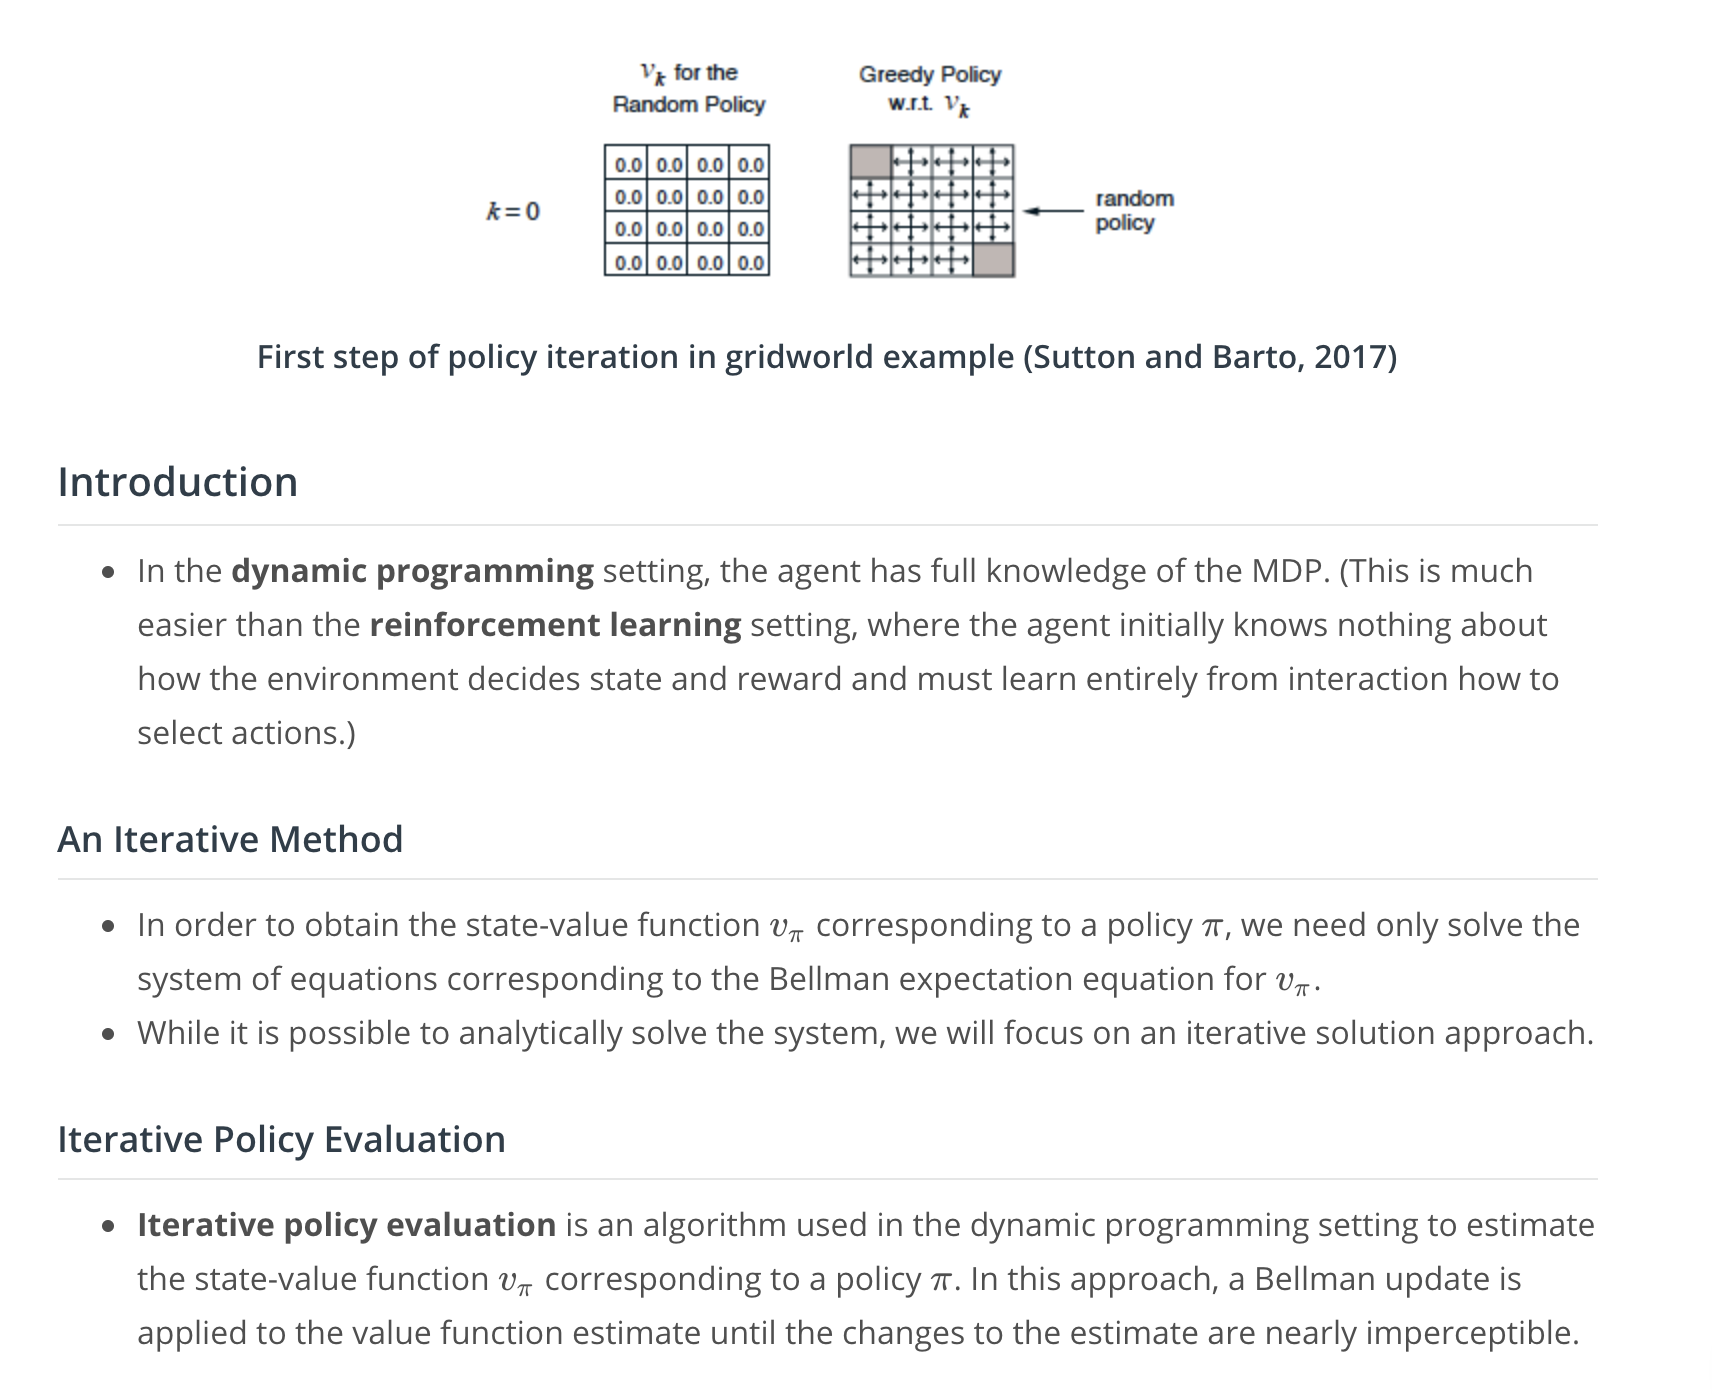 v_k for the
Random Policy
Greedy Policy
w.r.t. v_k
k = 0
0.0 0.0 0.0 0.0
0.0 0.0 0.0 0.0
0.0 0.0 0.0 0.0
0.0 0.0 0.0 0.0
random
policy
First step of policy iteration in gridworld example (Sutton and Barto, 2017)
Introduction
• In the dynamic programming setting, the agent has full knowledge of the MDP. (This is much
easier than the reinforcement learning setting, where the agent initially knows nothing about
how the environment decides state and reward and must learn entirely from interaction how to
select actions.)
An Iterative Method
• In order to obtain the state-value function v_π corresponding to a policy π, we need only solve the
system of equations corresponding to the Bellman expectation equation for v_π.
• While it is possible to analytically solve the system, we will focus on an iterative solution approach.
Iterative Policy Evaluation
• Iterative policy evaluation is an algorithm used in the dynamic programming setting to estimate
the state-value function v_π corresponding to a policy π. In this approach, a Bellman update is
applied to the value function estimate until the changes to the estimate are nearly imperceptible.